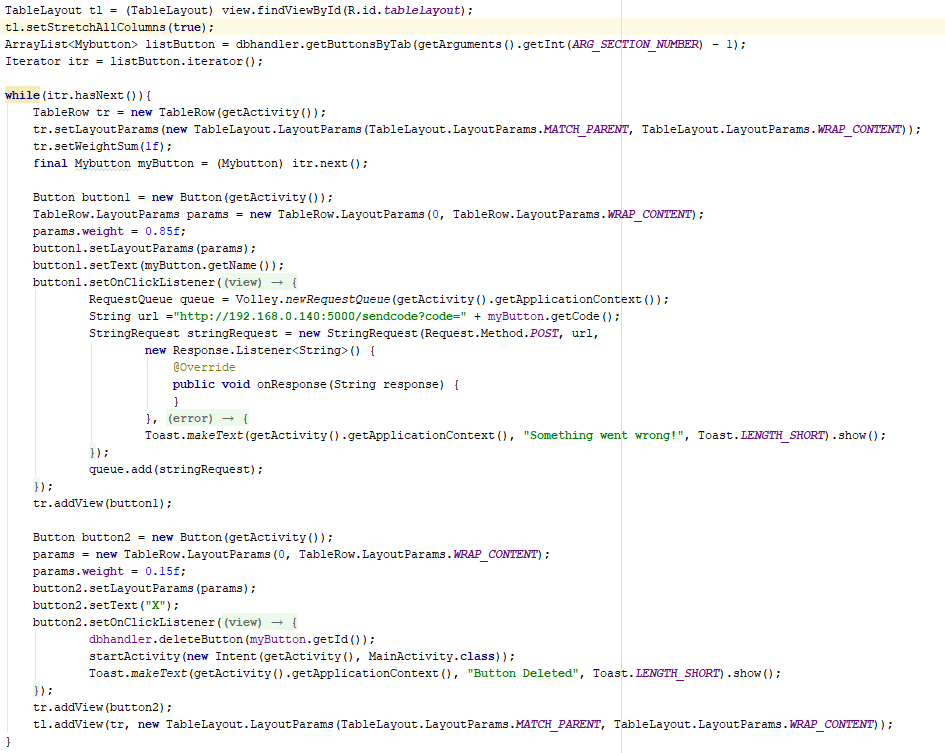 TableLayout tl = (TableLayout) view.findViewById(R.id.tablelayout);
tl.setStretchAllColumns(true);
ArrayList<Mybutton> listButton = dbhandler.getButtonsByTab(getArguments().getInt(ARG_SECTION_NUMBER) - 1);
Iterator itr = listButton.iterator();

while(itr.hasNext()){
    TableRow tr = new TableRow(getActivity());
    tr.setLayoutParams(new TableLayout.LayoutParams(TableLayout.LayoutParams.MATCH_PARENT, TableLayout.LayoutParams.WRAP_CONTENT));
    tr.setWeightSum(1f);
    final Mybutton myButton = (Mybutton) itr.next();

    Button button1 = new Button(getActivity());
    TableRow.LayoutParams params = new TableRow.LayoutParams(0, TableRow.LayoutParams.WRAP_CONTENT);
    params.weight = 0.85f;
    button1.setLayoutParams(params);
    button1.setText(myButton.getName());
    button1.setOnClickListener((view) → {
            RequestQueue queue = Volley.newRequestQueue(getActivity().getApplicationContext());
            String url ="http://192.168.0.140:5000/sendcode?code=" + myButton.getCode();
            StringRequest stringRequest = new StringRequest(Request.Method.POST, url,
                    new Response.Listener<String>() {
                        @Override
                        public void onResponse(String response) {
                        }
                    }, (error) → {
                    Toast.makeText(getActivity().getApplicationContext(), "Something went wrong!", Toast.LENGTH_SHORT).show();
            });
            queue.add(stringRequest);
    });
    tr.addView(button1);

    Button button2 = new Button(getActivity());
    params = new TableRow.LayoutParams(0, TableRow.LayoutParams.WRAP_CONTENT);
    params.weight = 0.15f;
    button2.setLayoutParams(params);
    button2.setText("X");
    button2.setOnClickListener((view) → {
            dbhandler.deleteButton(myButton.getId());
            startActivity(new Intent(getActivity(), MainActivity.class));
            Toast.makeText(getActivity().getApplicationContext(), "Button Deleted", Toast.LENGTH_SHORT).show();
    });
    tr.addView(button2);
    tl.addView(tr, new TableLayout.LayoutParams(TableLayout.LayoutParams.MATCH_PARENT, TableLayout.LayoutParams.WRAP_CONTENT));
}